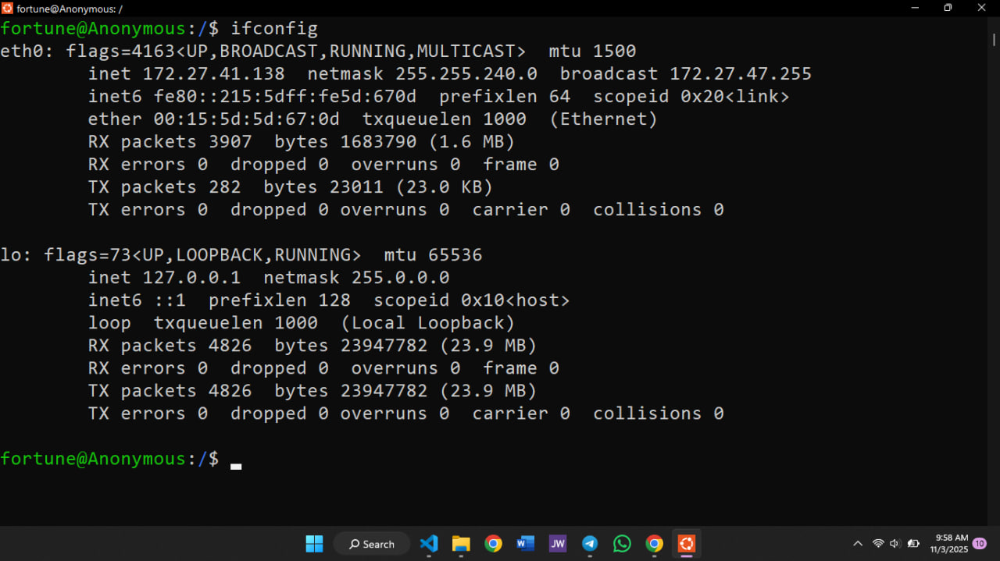 fortune@Anonymous: /
fortune@Anonymous:/$ ifconfig
eth0: flags=4163<UP,BROADCAST,RUNNING,MULTICAST>  mtu 1500
        inet 172.27.41.138  netmask 255.255.240.0  broadcast 172.27.47.255
        inet6 fe80::215:5dff:fe5d:670d  prefixlen 64  scopeid 0x20<link>
        ether 00:15:5d:5d:67:0d  txqueuelen 1000  (Ethernet)
        RX packets 3907  bytes 1683790 (1.6 MB)
        RX errors 0  dropped 0  overruns 0  frame 0
        TX packets 282  bytes 23011 (23.0 KB)
        TX errors 0  dropped 0 overruns 0  carrier 0  collisions 0

lo: flags=73<UP,LOOPBACK,RUNNING>  mtu 65536
        inet 127.0.0.1  netmask 255.0.0.0
        inet6 ::1  prefixlen 128  scopeid 0x10<host>
        loop  txqueuelen 1000  (Local Loopback)
        RX packets 4826  bytes 23947782 (23.9 MB)
        RX errors 0  dropped 0  overruns 0  frame 0
        TX packets 4826  bytes 23947782 (23.9 MB)
        TX errors 0  dropped 0 overruns 0  carrier 0  collisions 0

fortune@Anonymous:/$
Search
W
JW
9:58 AM
11/3/2025
10